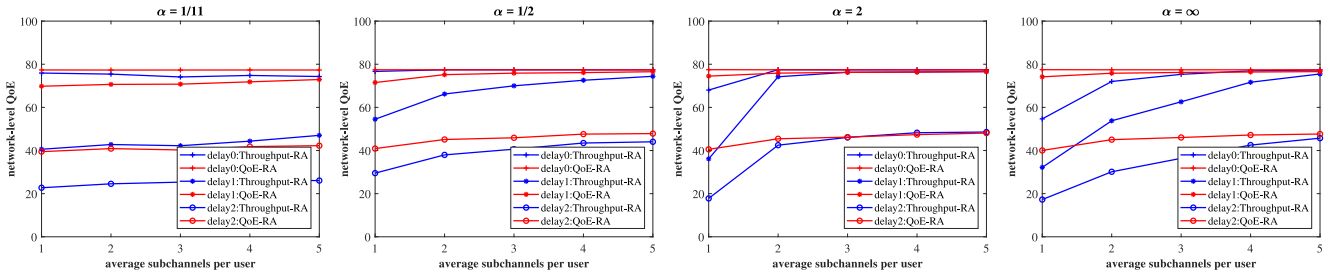 α = 1/11
network-level QoE
100
80
60
40
20
0
delay0:Throughput-RA
delay0:QoE-RA
delay1:Throughput-RA
delay1:QoE-RA
delay2:Throughput-RA
delay2:QoE-RA
1 2 3 4 5
average subchannels per user
α = 1/2
network-level QoE
100
80
60
40
20
0
delay0:Throughput-RA
delay0:QoE-RA
delay1:Throughput-RA
delay1:QoE-RA
delay2:Throughput-RA
delay2:QoE-RA
1 2 3 4 5
average subchannels per user
α = 2
network-level QoE
100
80
60
40
20
0
delay0:Throughput-RA
delay0:QoE-RA
delay1:Throughput-RA
delay1:QoE-RA
delay2:Throughput-RA
delay2:QoE-RA
1 2 3 4 5
average subchannels per user
α = ∞
network-level QoE
100
80
60
40
20
0
delay0:Throughput-RA
delay0:QoE-RA
delay1:Throughput-RA
delay1:QoE-RA
delay2:Throughput-RA
delay2:QoE-RA
1 2 3 4 5
average subchannels per user